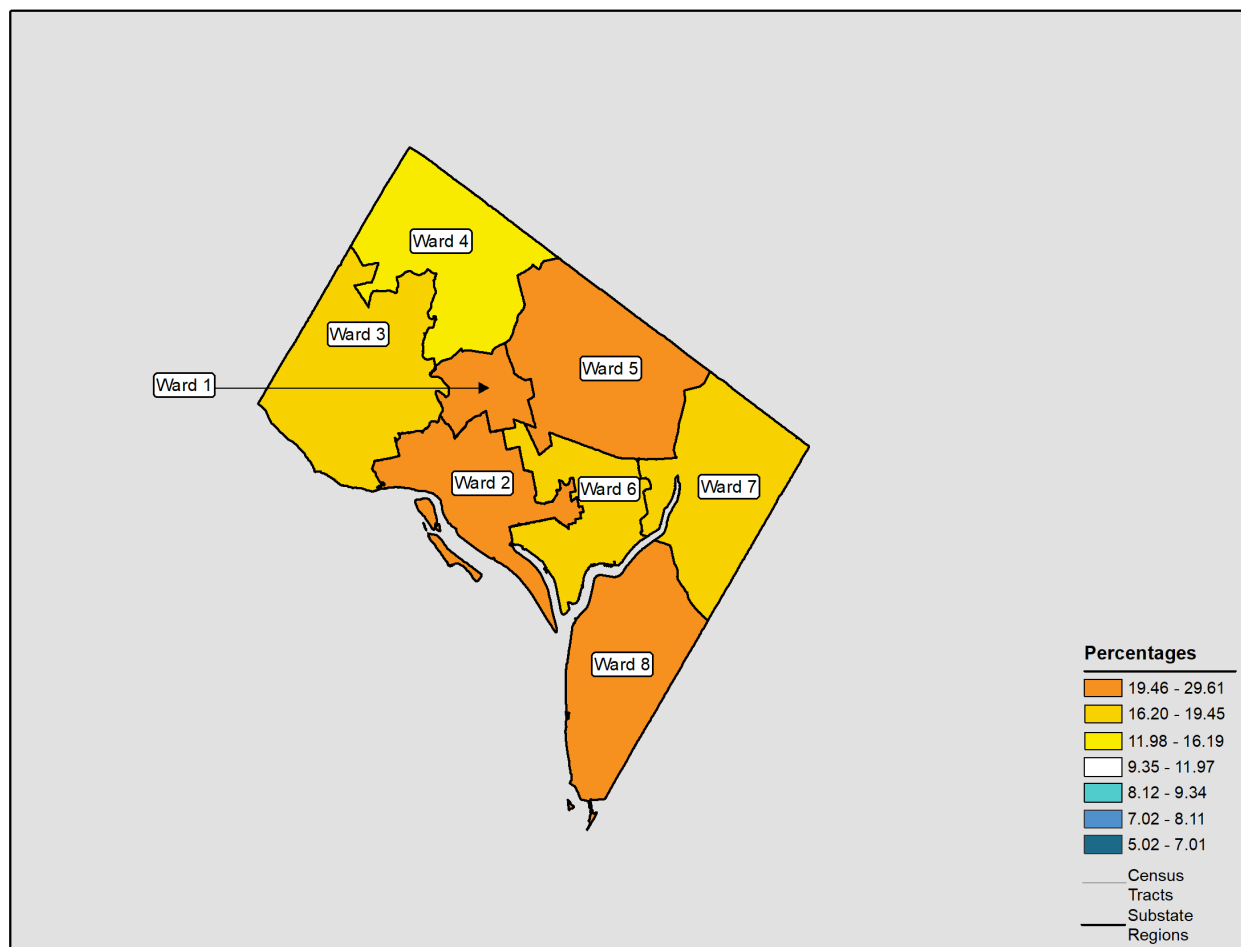 Ward 4
Ward 3
Ward 5
Ward 1
Ward 2
Ward 6
Ward 7
Ward 8
Percentages
19.46 - 29.61
16.20 - 19.45
11.98 - 16.19
9.35 - 11.97
8.12 - 9.34
7.02 - 8.11
5.02 - 7.01
Census
Tracts
Substate
Regions